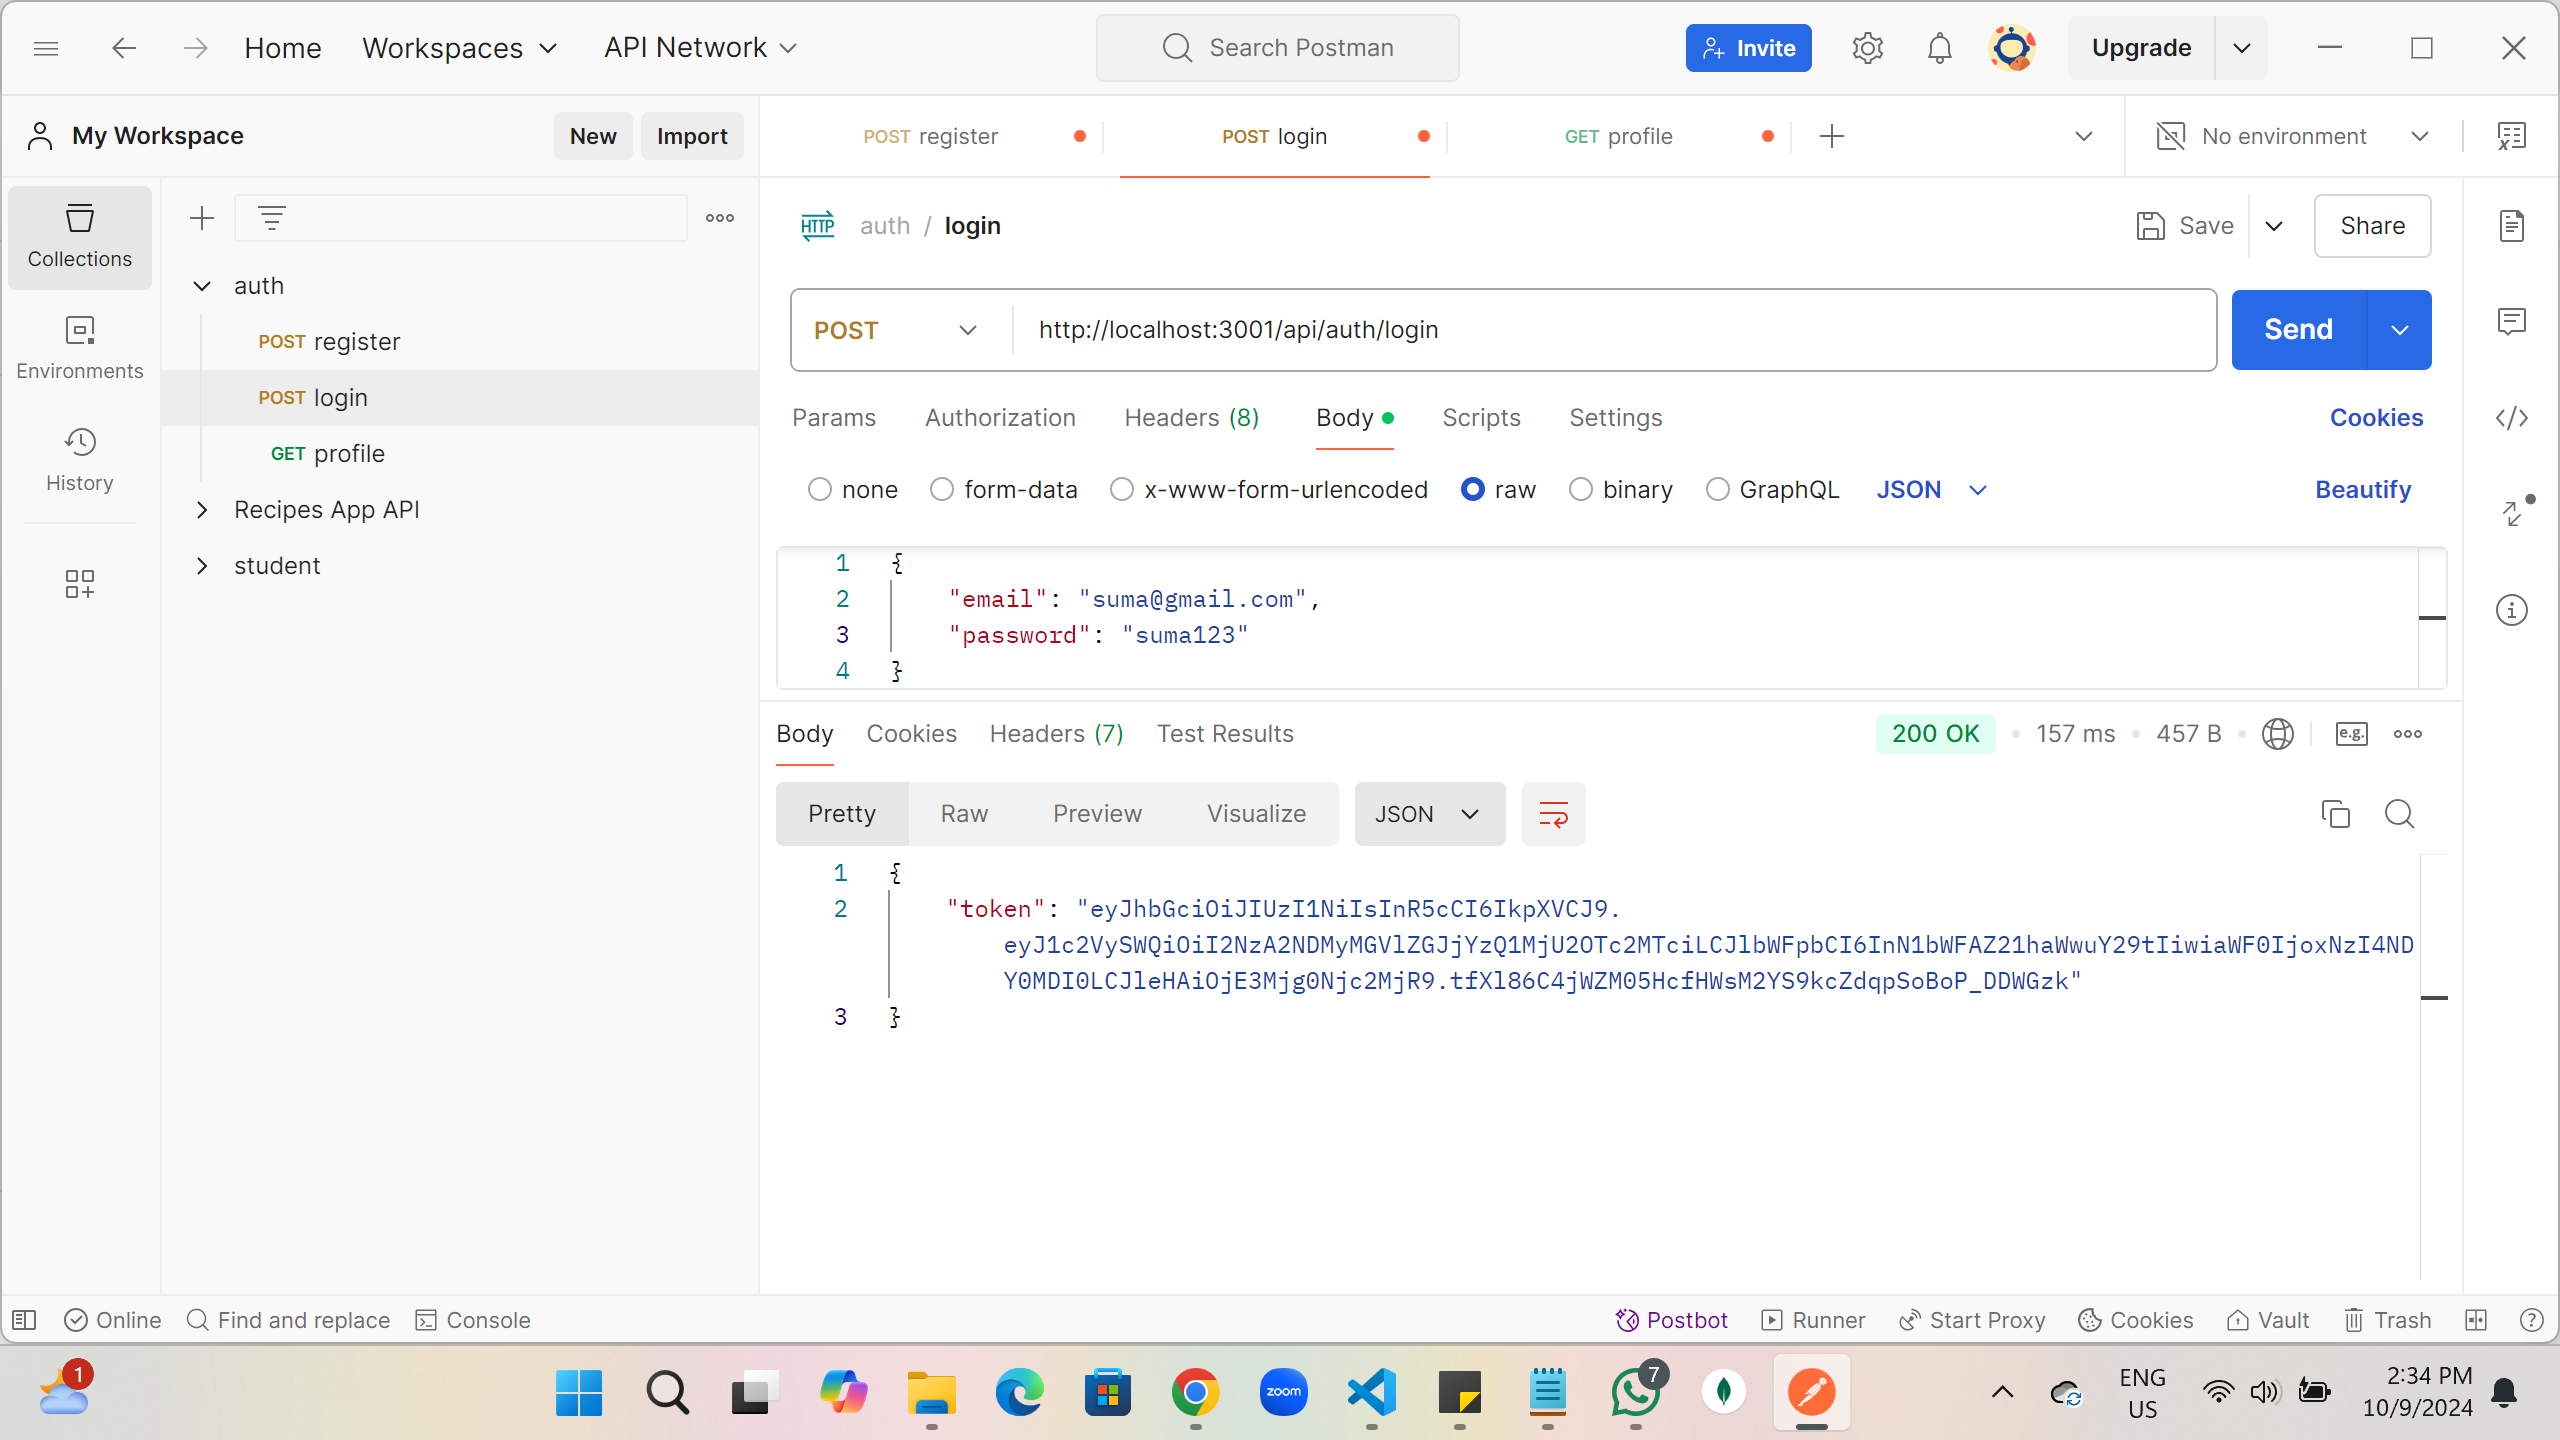 Home Workspaces API Network Search Postman Invite Upgrade
My Workspace New Import POST register POST login GET profile No environment
Collections
Environments
History
auth
POST register
POST login
GET profile
Recipes App API
student
HTTP auth / login Save Share
POST http://localhost:3001/api/auth/login Send
Params Authorization Headers (8) Body Scripts Settings Cookies
none form-data x-www-form-urlencoded raw binary GraphQL JSON Beautify
1 {
2 "email": "suma@gmail.com",
3 "password": "suma123"
4 }
Body Cookies Headers (7) Test Results 200 OK 157 ms 457 B e.g.
Pretty Raw Preview Visualize JSON
1 {
2 "token": "eyJhbGciOiJIUzI1NiIsInR5cCI6IkpXVCJ9.
eyJ1c2VySWQiOiI2NzA2NDMyMGVlZGJjYzQ1MjU2OTc2MTciLCJlbWFpbCI6InN1bWFAZ21haWwuY29tIiwiaWF0IjoxNzI4ND
Y0MDI0LCJleHAiOjE3Mjg0Njc2MjR9.tfXl86C4jWZM05HcfHWsM2YS9kcZdqpSoBoP_DDWGzk"
3 }
Online Find and replace Console Postbot Runner Start Proxy Cookies Vault Trash
1 zoom 7 ENG
US
2:34 PM
10/9/2024